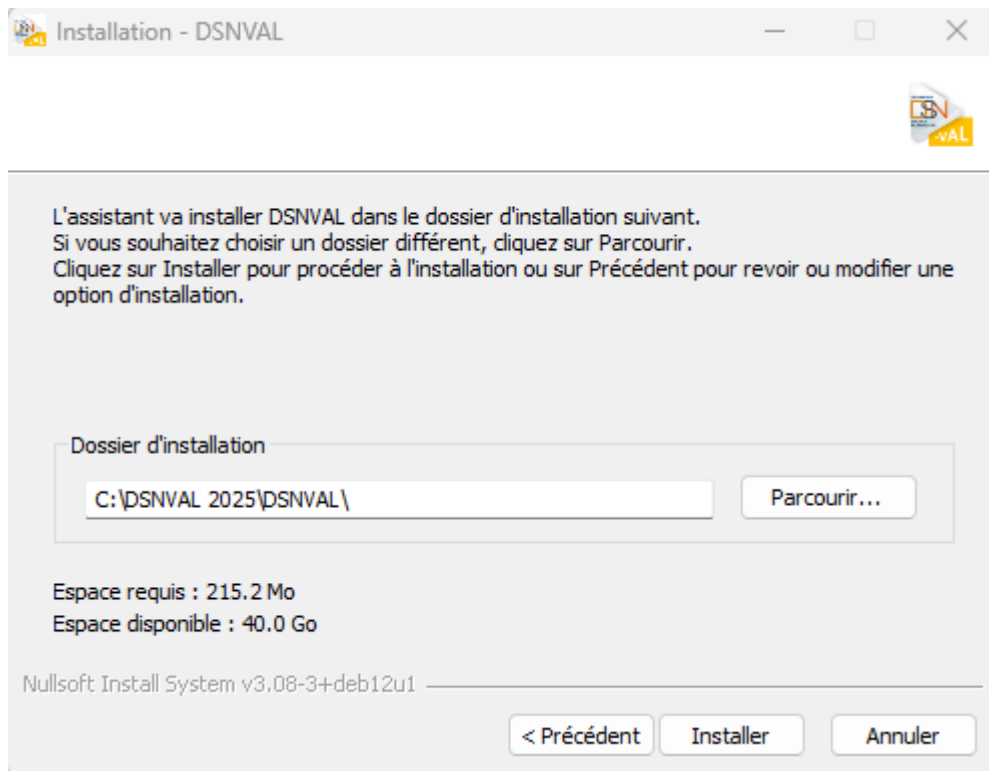 Installation - DSNVAL
DSN
-VAL
L'assistant va installer DSNVAL dans le dossier d'installation suivant.
Si vous souhaitez choisir un dossier différent, cliquez sur Parcourir.
Cliquez sur Installer pour procéder à l'installation ou sur Précédent pour revoir ou modifier une
option d'installation.
Dossier d'installation
C:\DSNVAL 2025\DSNVAL\
Parcourir...
Espace requis : 215.2 Mo
Espace disponible : 40.0 Go
Nullsoft Install System v3.08-3+deb12u1
< Précédent
Installer
Annuler